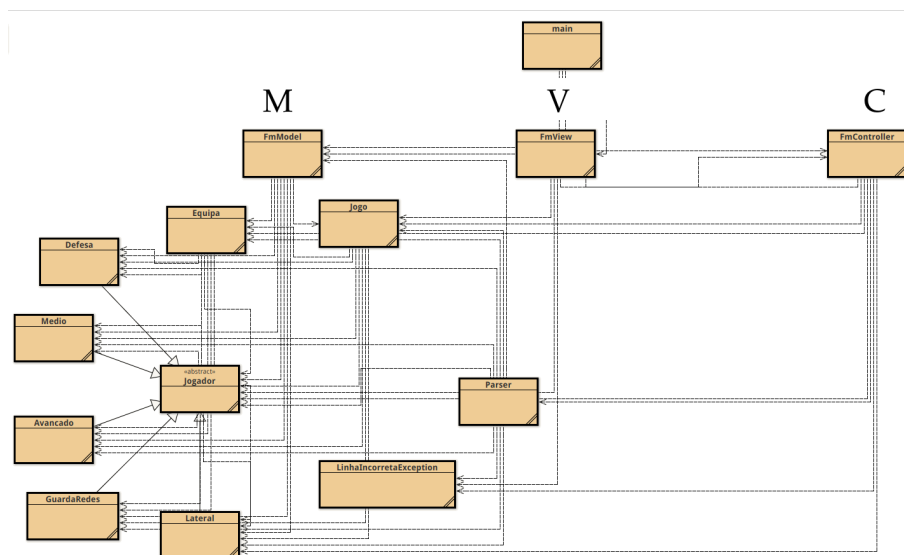 main
M
V
C
FmModel
FmView
FmController
Jogo
Equipa
Defesa
Medio
«abstract»
Jogador
Parser
Avancado
LinhaIncorretaException
GuardaRedes
Lateral